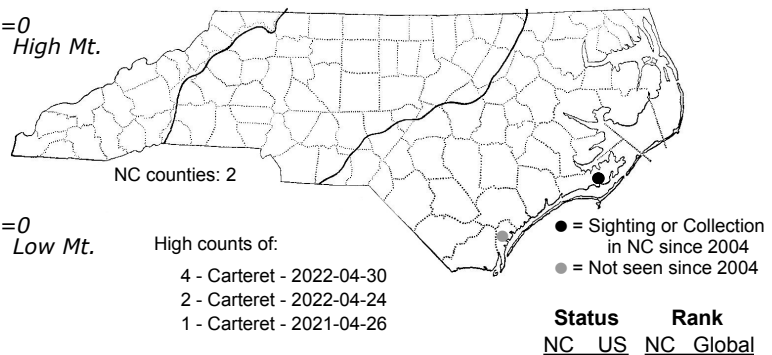 =0
High Mt.
NC counties: 2
=0
Low Mt.
High counts of:
4 - Carteret - 2022-04-30
2 - Carteret - 2022-04-24
1 - Carteret - 2021-04-26
● = Sighting or Collection
in NC since 2004
● = Not seen since 2004
Status Rank
NC US NC Global